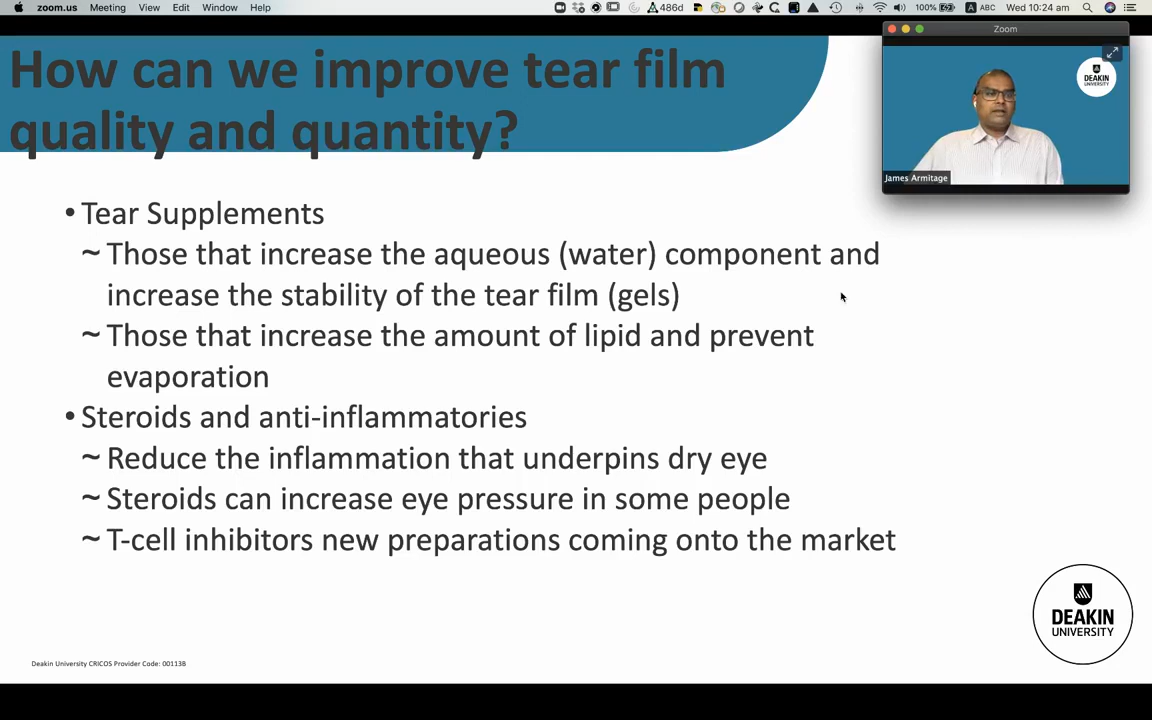 zoom.us Meeting View Edit Window Help 486d 100% A ABC Wed 10:24 am
Zoom
DEAKIN
UNIVERSITY
James Armitage
How can we improve tear film
quality and quantity?
• Tear Supplements
~ Those that increase the aqueous (water) component and
increase the stability of the tear film (gels)
~ Those that increase the amount of lipid and prevent
evaporation
• Steroids and anti-inflammatories
~ Reduce the inflammation that underpins dry eye
~ Steroids can increase eye pressure in some people
~ T-cell inhibitors new preparations coming onto the market
DEAKIN
UNIVERSITY
Deakin University CRICOS Provider Code: 00113B